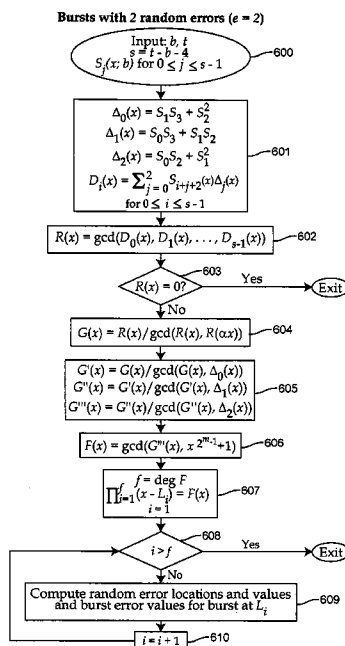 Bursts with 2 random errors (e = 2)
Input: b, t
s = t - b - 4
S_j(x; b) for 0 ≤ j ≤ s - 1
600
Δ_0(x) = S_1S_3 + S_2^2
Δ_1(x) = S_0S_3 + S_1S_2
Δ_2(x) = S_0S_2 + S_1^2
D_i(x) = ∑_{j = 0}^2 S_{i+j+2}(x)Δ_j(x)
for 0 ≤ i ≤ s - 1
601
R(x) = gcd(D_0(x), D_1(x), . . . , D_{s-1}(x))
602
603
R(x) = 0?
Yes
Exit
No
G(x) = R(x)/gcd(R(x), R(αx))
604
G'(x) = G(x)/gcd(G(x), Δ_0(x))
G''(x) = G'(x)/gcd(G'(x), Δ_1(x))
G'''(x) = G''(x)/gcd(G''(x), Δ_2(x))
605
F(x) = gcd(G'''(x), x^{2^m-1}+1)
606
f = deg F
∏_{i=1}^f (x - L_i) = F(x)
i = 1
607
608
i > f
Yes
Exit
No
Compute random error locations and values
and burst error values for burst at L_i
609
i = i + 1
610